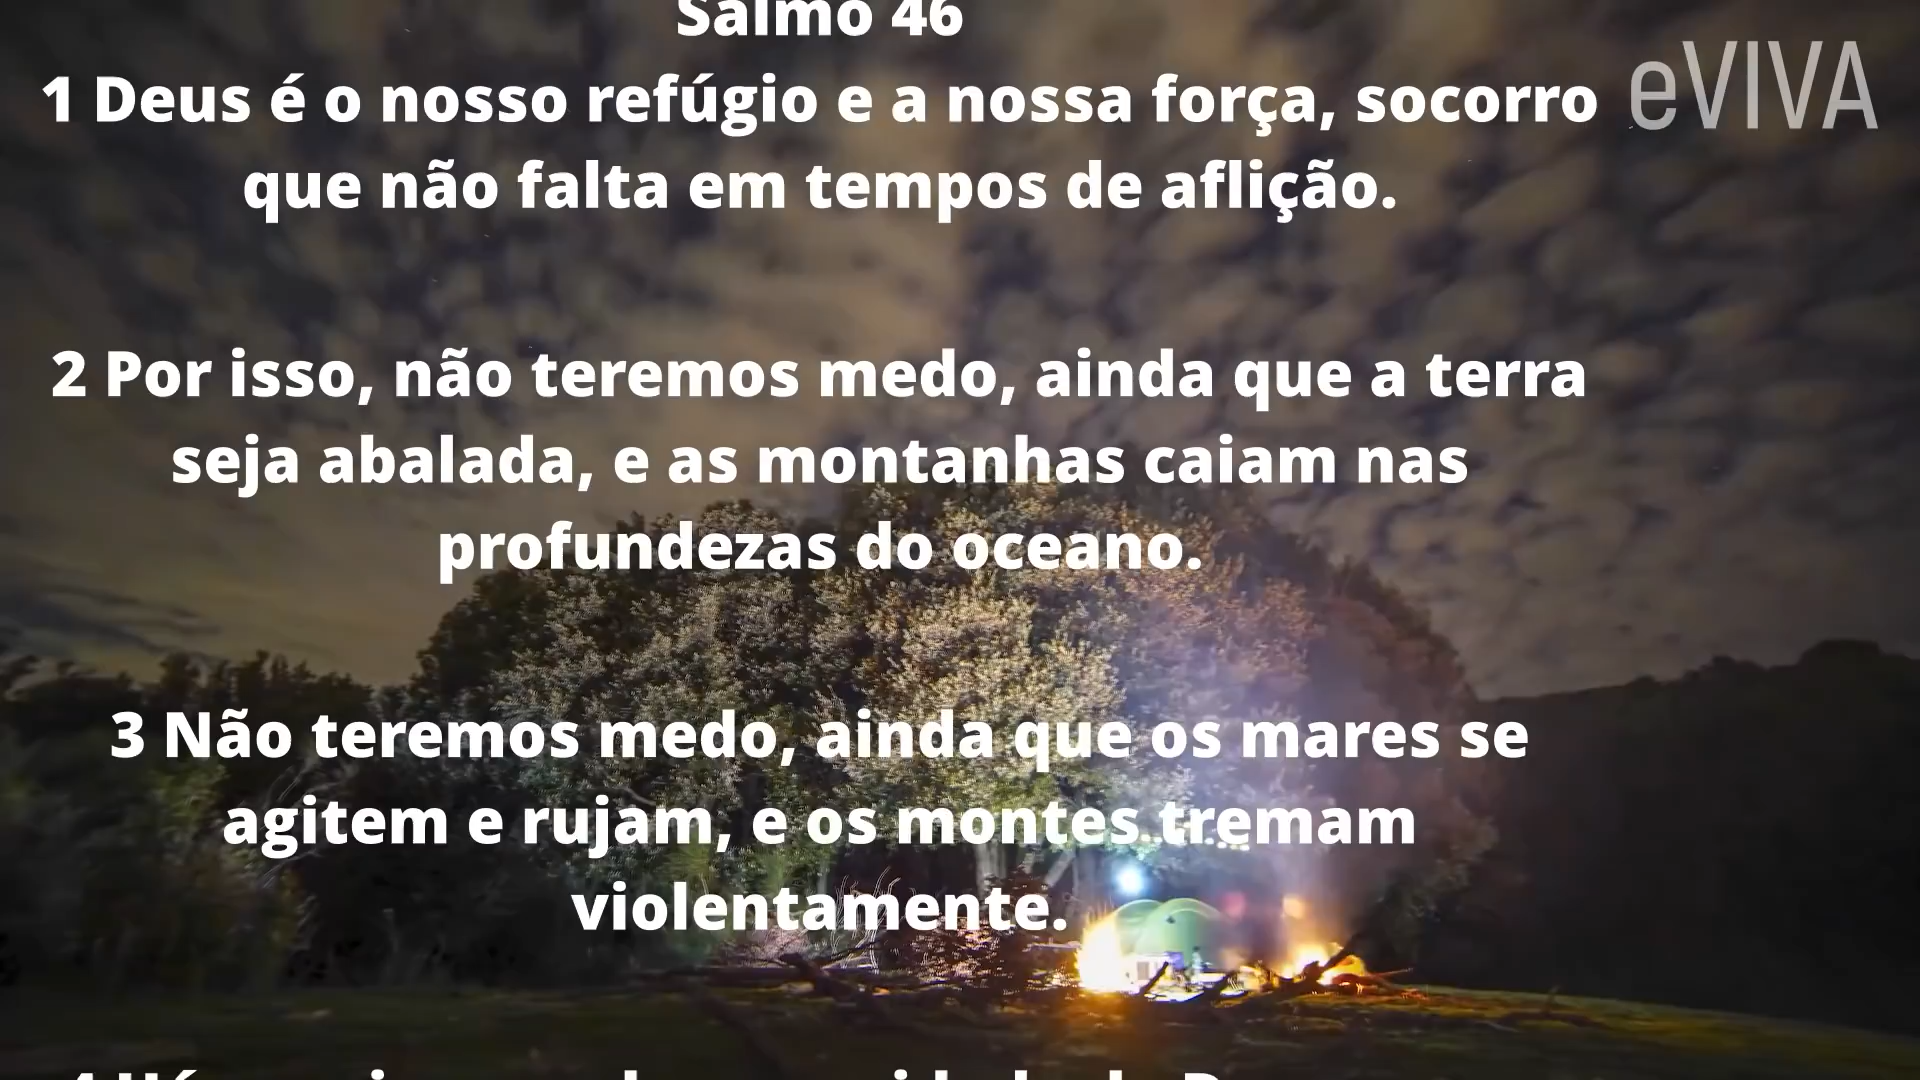 Salmo 46
eVIVA
1 Deus é o nosso refúgio e a nossa força, socorro
que não falta em tempos de aflição.
2 Por isso, não teremos medo, ainda que a terra
seja abalada, e as montanhas caiam nas
profundezas do oceano.
3 Não teremos medo, ainda que os mares se
agitem e rujam, e os montes tremam
violentamente.